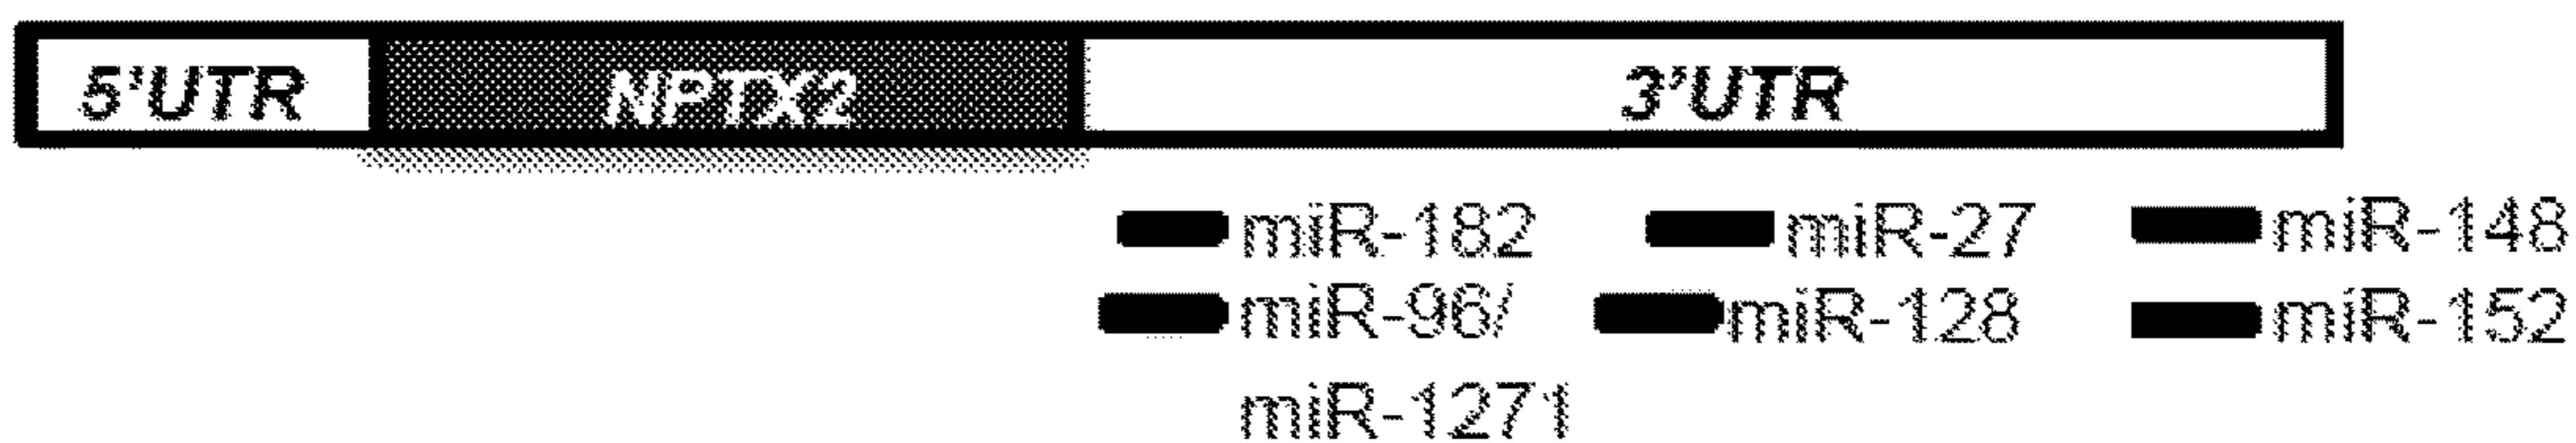 5'UTR NPTX2 3'UTR
miR-182 miR-27 miR-148
miR-96/ miR-128 miR-152
miR-1271